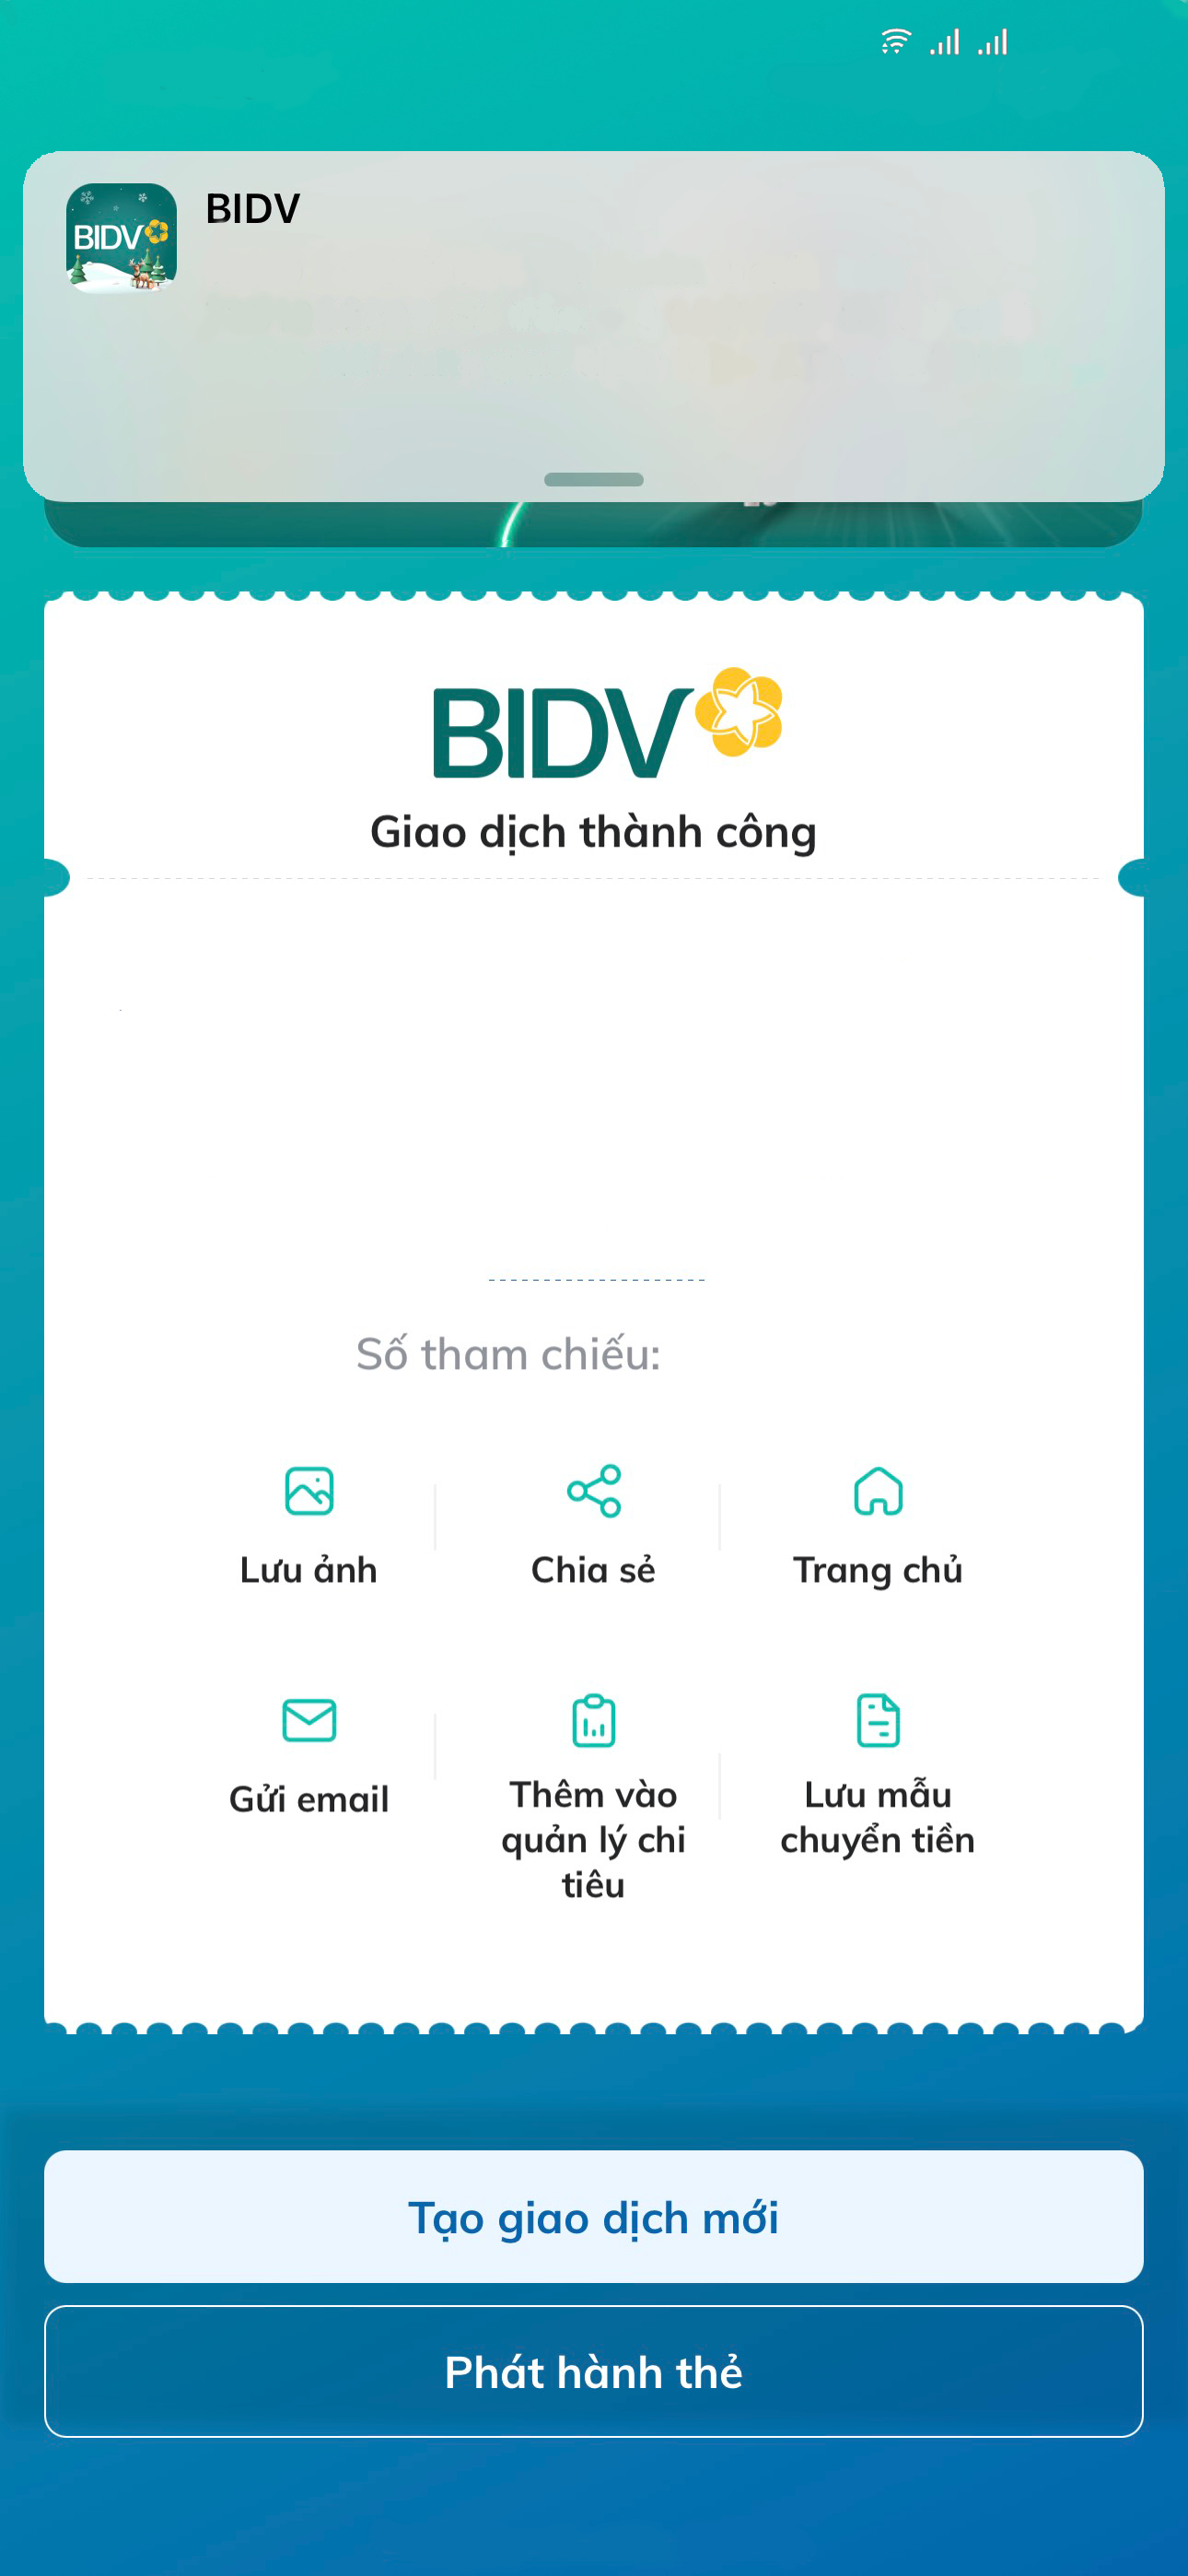 BIDV
BIDV
BIDV
Giao dịch thành công
Số tham chiếu:
Lưu ảnh
Chia sẻ
Trang chủ
Gửi email
Thêm vào
quản lý chi
tiêu
Lưu mẫu
chuyển tiền
Tạo giao dịch mới
Phát hành thẻ